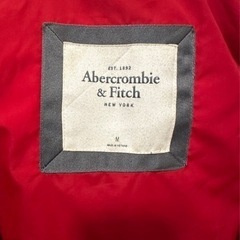 EST. 1892
Abercrombie
& Fitch
NEW YORK
M